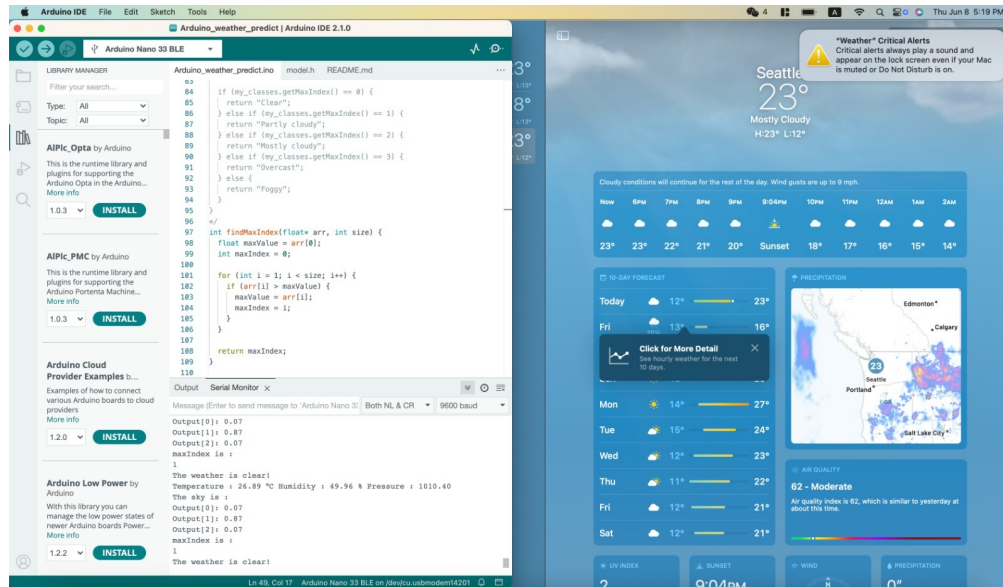 Arduino IDE File Edit Sketch Tools Help
4 A Thu Jun 8 5:19 PM
Arduino_weather_predict | Arduino IDE 2.1.0
Arduino Nano 33 BLE
LIBRARY MANAGER
Filter your search...
Type: All
Topic: All
AIPlc_Opta by Arduino
This is the runtime library and
plugins for supporting the
Arduino Opta in the Arduino...
More info
1.0.3 INSTALL
AIPlc_PMC by Arduino
This is the runtime library and
plugins for supporting the
Arduino Portenta Machine...
More info
1.0.3 INSTALL
Arduino Cloud
Provider Examples b...
Examples of how to connect
various Arduino boards to cloud
providers
More info
1.2.0 INSTALL
Arduino Low Power by
Arduino
With this library you can
manage the low power states of
newer Arduino boards Power...
More info
1.2.2 INSTALL
Arduino_weather_predict.ino model.h README.md ...
83
84 if (my_classes.getMaxIndex() == 0) {
85 return "Clear";
86 } else if (my_classes.getMaxIndex() == 1) {
87 return "Partly cloudy";
88 } else if (my_classes.getMaxIndex() == 2) {
89 return "Mostly cloudy";
90 } else if (my_classes.getMaxIndex() == 3) {
91 return "Overcast";
92 } else {
93 return "Foggy";
94 }
95 }
96 */
97 int findMaxIndex(float* arr, int size) {
98 float maxValue = arr[0];
99 int maxIndex = 0;
100
101 for (int i = 1; i < size; i++) {
102 if (arr[i] > maxValue) {
103 maxValue = arr[i];
104 maxIndex = i;
105 }
106 }
107
108 return maxIndex;
109 }
110
Output Serial Monitor x
Message (Enter to send message to 'Arduino Nano 33 Both NL & CR 9600 baud
Output[0]: 0.07
Output[1]: 0.87
Output[2]: 0.07
maxIndex is :
1
The weather is clear!
Temperature : 26.89 °C Humidity : 49.96 % Pressure : 1010.40
The sky is :
Output[0]: 0.07
Output[1]: 0.87
Output[2]: 0.07
maxIndex is :
1
The weather is clear!
Ln 49, Col 17 Arduino Nano 33 BLE on /dev/cu.usbmodem14201
3°
L:13°
8°
L:13°
3°
L:12°
"Weather" Critical Alerts
Critical alerts always play a sound and
appear on the lock screen even if your Mac
is muted or Do Not Disturb is on.
Seattle
23°
Mostly Cloudy
H:23° L:12°
Cloudy conditions will continue for the rest of the day. Wind gusts are up to 9 mph.
Now 6PM 7PM 8PM 9PM 9:04PM 10PM 11PM 12AM 1AM 2AM
23° 23° 22° 21° 20° Sunset 18° 17° 16° 15° 14°
10-DAY FORECAST
Today 12° 23°
Fri 13° 16°
Click for More Detail
See hourly weather for the next
10 days.
Mon 14° 27°
Tue 15° 24°
Wed 12° 23°
Thu 11° 22°
Fri 12° 21°
Sat 12° 21°
PRECIPITATION
Edmonton
Calgary
23
Seattle
Portland
Salt Lake City
AIR QUALITY
62 - Moderate
Air quality index is 62, which is similar to yesterday at
about this time.
UV INDEX
2
SUNSET
9:04PM
WIND
N
PRECIPITATION
0"